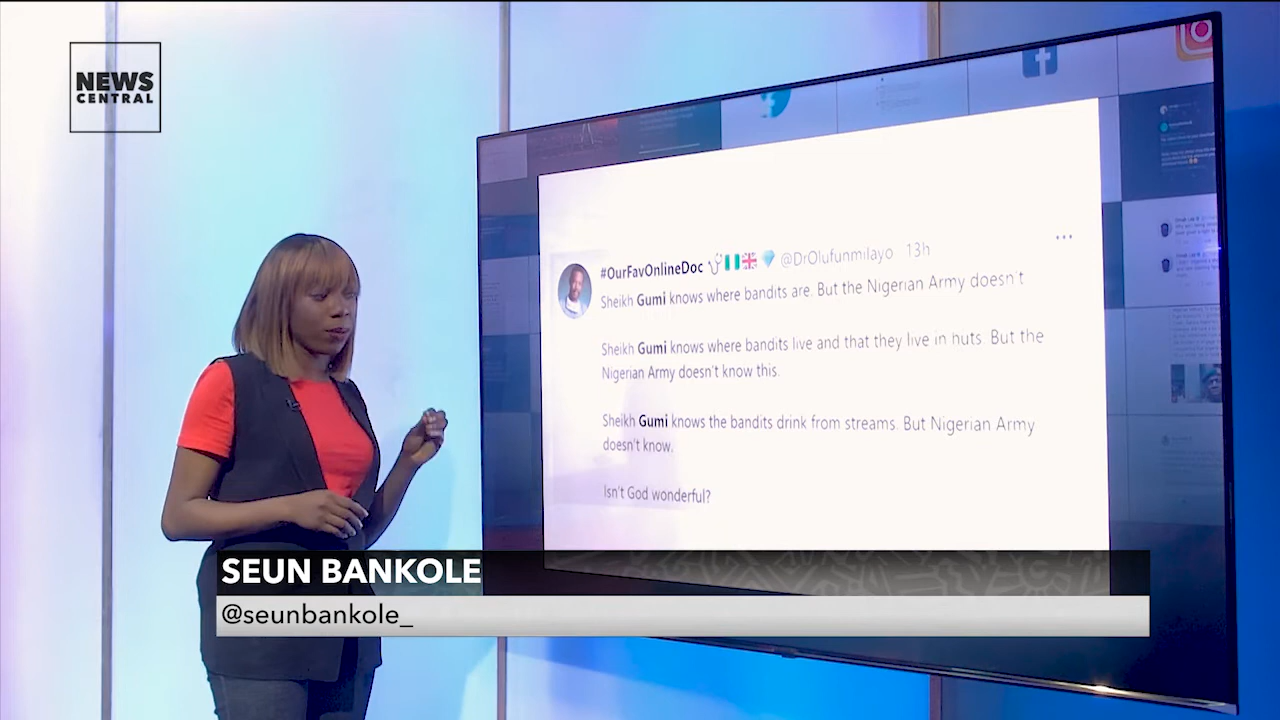 NEWS
CENTRAL
#OurFavOnlineDoc @DrOlufunmilayo 13h
Sheikh Gumi knows where bandits are. But the Nigerian Army doesn't
Sheikh Gumi knows where bandits live and that they live in huts. But the
Nigerian Army doesn't know this.
Sheikh Gumi knows the bandits drink from streams. But Nigerian Army
doesn't know.
Isn't God wonderful?
SEUN BANKOLE
@seunbankole_